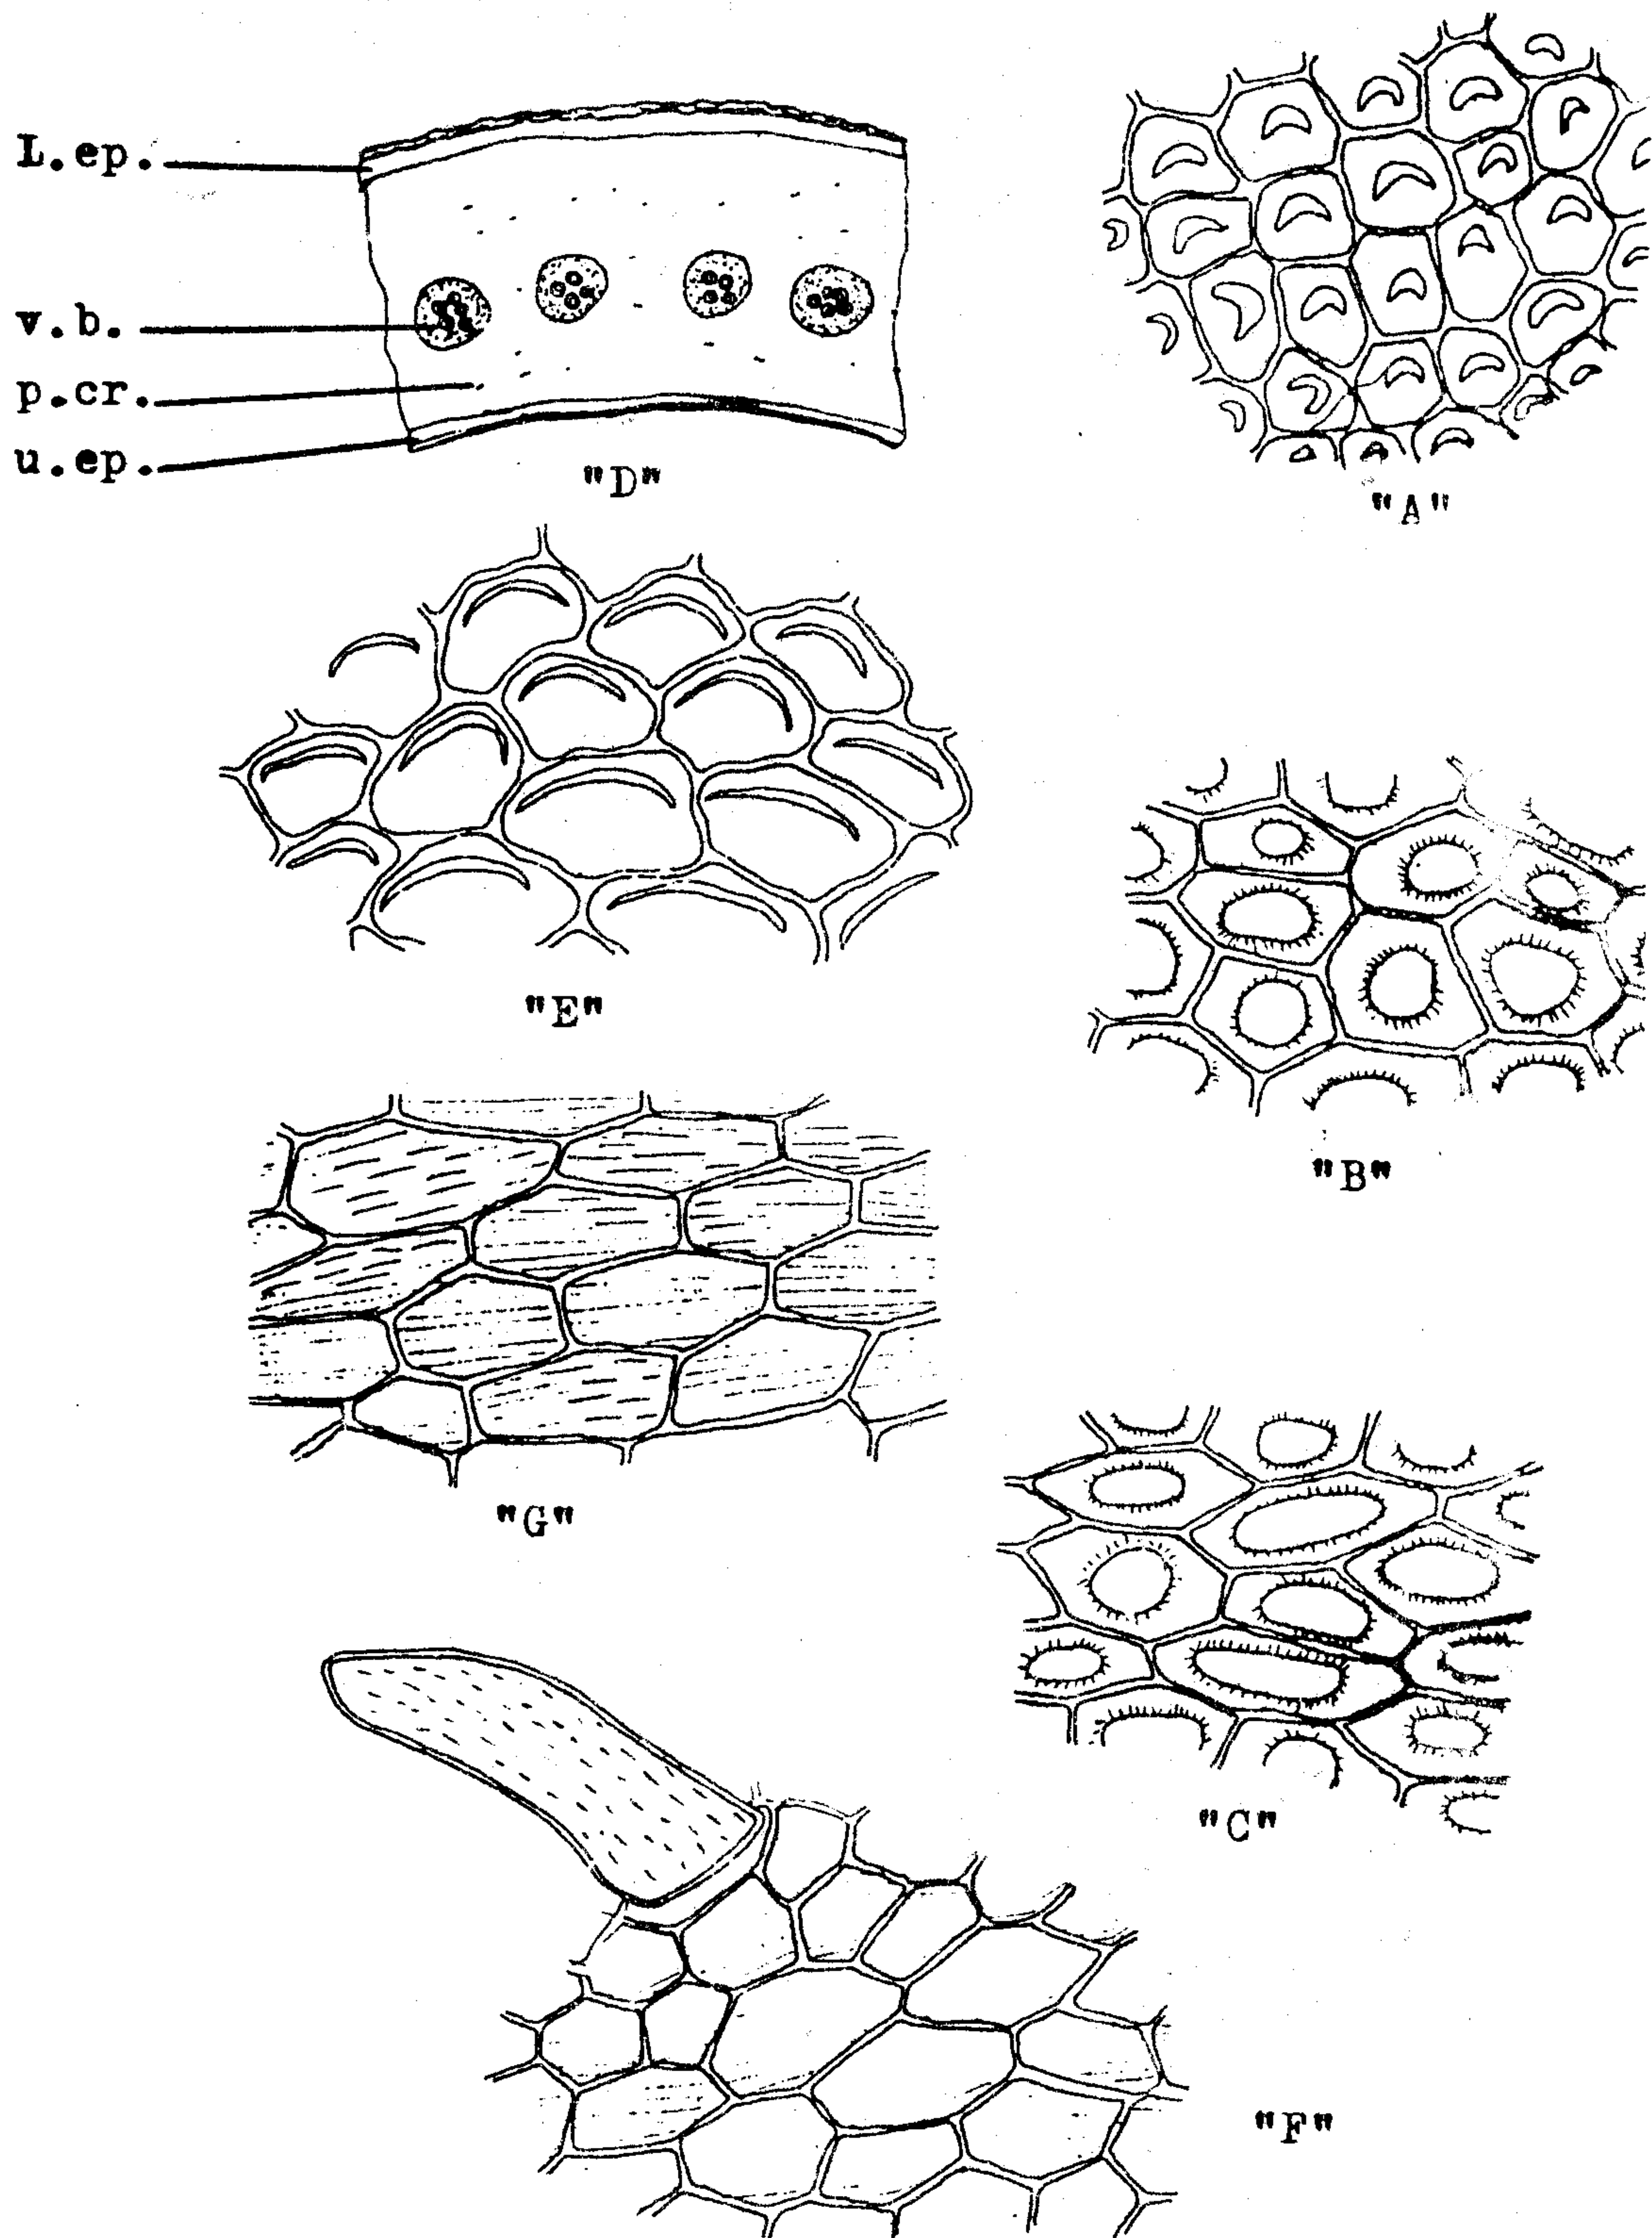 L.ep.
v.b.
p.cr.
u.ep.
"D"
"A"
"E"
"B"
"G"
"C"
"F"